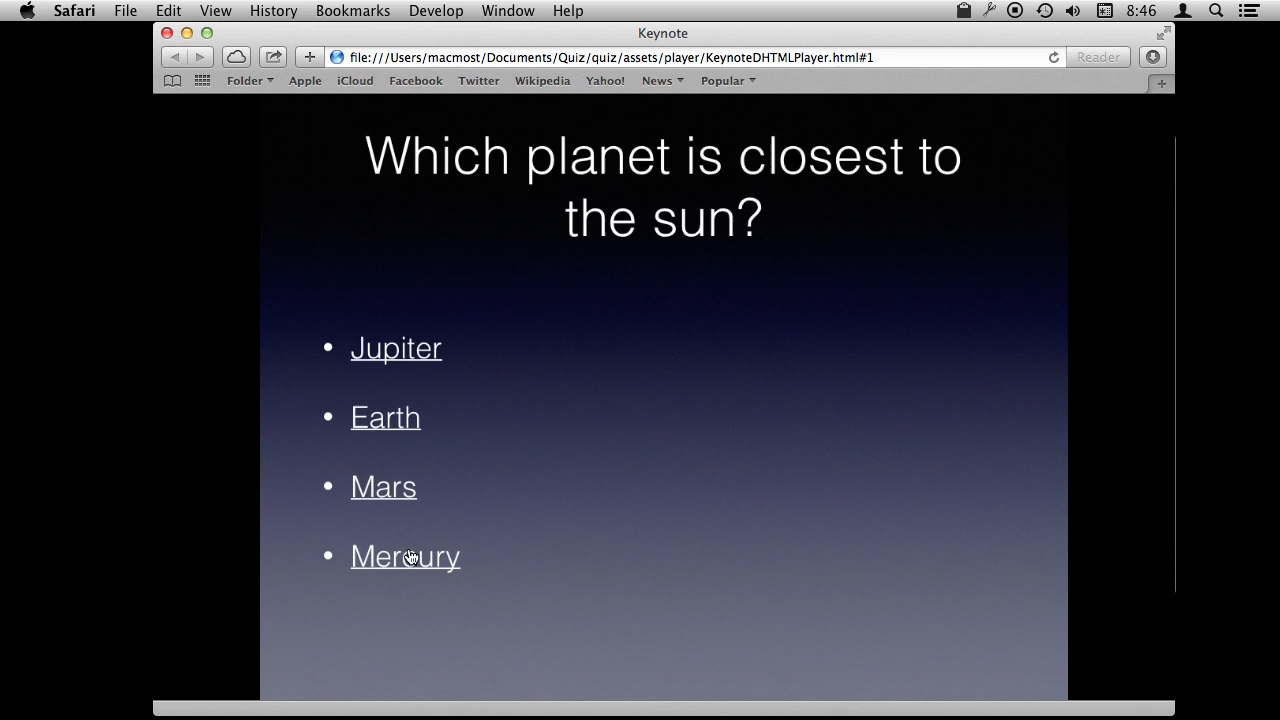 Safari File Edit View History Bookmarks Develop Window Help 8:46
Keynote
file:///Users/macmost/Documents/Quiz/quiz/assets/player/KeynoteDHTMLPlayer.html#1 Reader
Folder Apple iCloud Facebook Twitter Wikipedia Yahoo! News Popular
Which planet is closest to
the sun?
• Jupiter
• Earth
• Mars
• Mercury